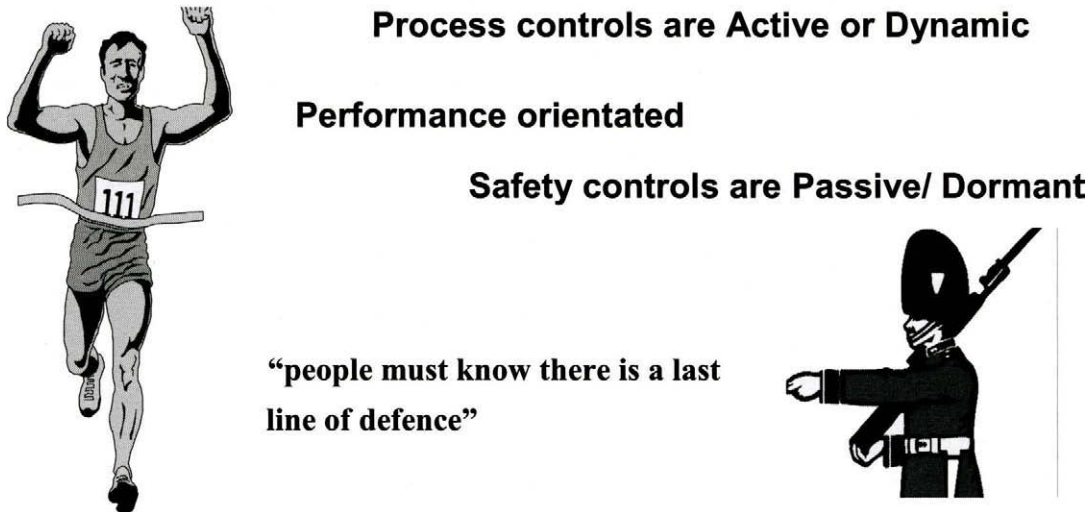 Process controls are Active or Dynamic
Performance orientated
Safety controls are Passive/ Dormant
111
“people must know there is a last
line of defence”